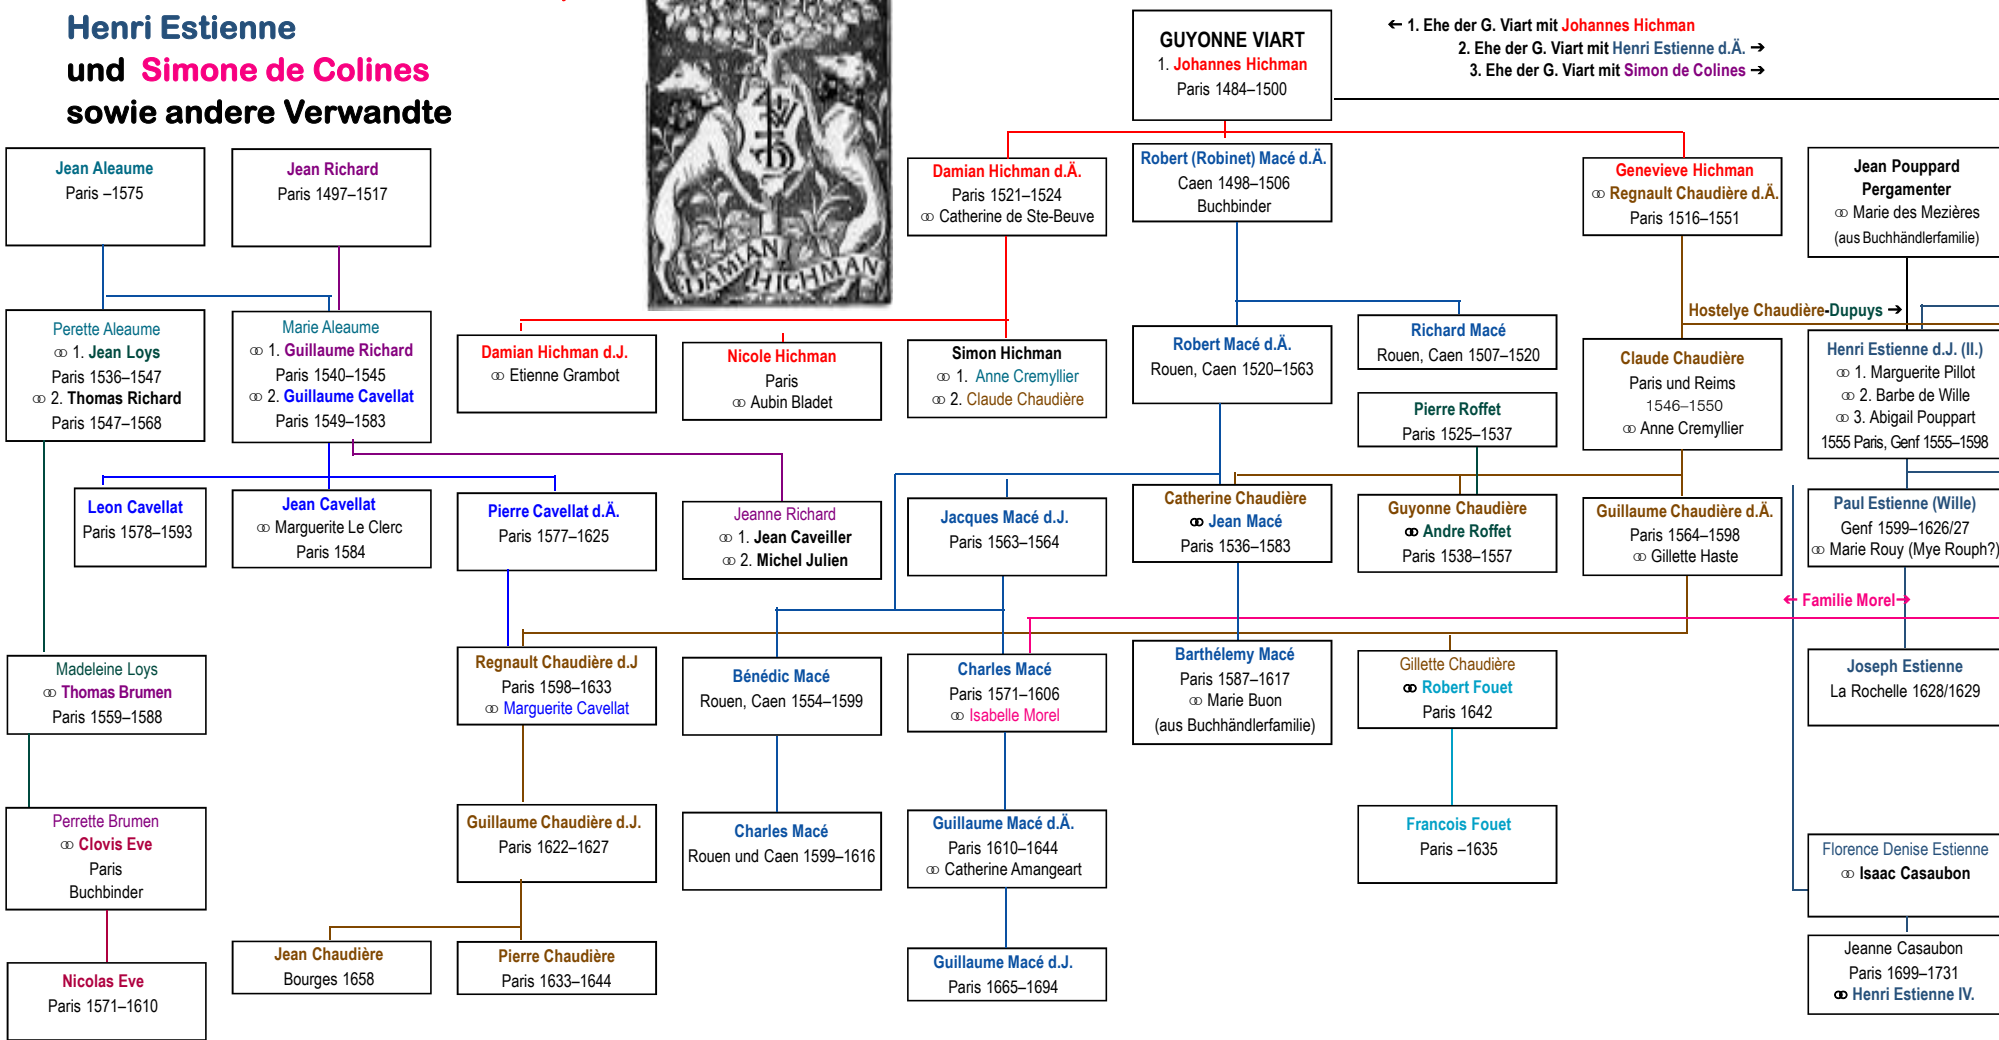 Henri Estienne
und Simone de Colines
sowie andere Verwandte
DAMIAN HICHMAN
GUYONNE VIART
1. Johannes Hichman
Paris 1484–1500
← 1. Ehe der G. Viart mit Johannes Hichman
2. Ehe der G. Viart mit Henri Estienne d.Ä. →
3. Ehe der G. Viart mit Simon de Colines →
Jean Aleaume
Paris –1575
Jean Richard
Paris 1497–1517
Damian Hichman d.Ä.
Paris 1521–1524
⚭ Catherine de Ste-Beuve
Robert (Robinet) Macé d.Ä.
Caen 1498–1506
Buchbinder
Genevieve Hichman
⚭ Regnault Chaudière d.Ä.
Paris 1516–1551
Jean Pouppard
Pergamenter
⚭ Marie des Mezières
(aus Buchhändlerfamilie)
Hostelye Chaudière-Dupuys →
Perette Aleaume
⚭ 1. Jean Loys
Paris 1536–1547
⚭ 2. Thomas Richard
Paris 1547–1568
Marie Aleaume
⚭ 1. Guillaume Richard
Paris 1540–1545
⚭ 2. Guillaume Cavellat
Paris 1549–1583
Damian Hichman d.J.
⚭ Etienne Grambot
Nicole Hichman
Paris
⚭ Aubin Bladet
Simon Hichman
⚭ 1. Anne Cremyllier
⚭ 2. Claude Chaudière
Robert Macé d.Ä.
Rouen, Caen 1520–1563
Richard Macé
Rouen, Caen 1507–1520
Pierre Roffet
Paris 1525–1537
Claude Chaudière
Paris und Reims
1546–1550
⚭ Anne Cremyllier
Henri Estienne d.J. (II.)
⚭ 1. Marguerite Pillot
⚭ 2. Barbe de Wille
⚭ 3. Abigail Pouppart
1555 Paris, Genf 1555–1598
Leon Cavellat
Paris 1578–1593
Jean Cavellat
⚭ Marguerite Le Clerc
Paris 1584
Pierre Cavellat d.Ä.
Paris 1577–1625
Jeanne Richard
⚭ 1. Jean Caveiller
⚭ 2. Michel Julien
Jacques Macé d.J.
Paris 1563–1564
Catherine Chaudière
⚭ Jean Macé
Paris 1536–1583
Guyonne Chaudière
⚭ Andre Roffet
Paris 1538–1557
Guillaume Chaudière d.Ä.
Paris 1564–1598
⚭ Gillette Haste
Paul Estienne (Wille)
Genf 1599–1626/27
⚭ Marie Rouy (Mye Rouph?)
← Familie Morel→
Madeleine Loys
⚭ Thomas Brumen
Paris 1559–1588
Regnault Chaudière d.J
Paris 1598–1633
⚭ Marguerite Cavellat
Bénédic Macé
Rouen, Caen 1554–1599
Charles Macé
Paris 1571–1606
⚭ Isabelle Morel
Barthélemy Macé
Paris 1587–1617
⚭ Marie Buon
(aus Buchhändlerfamilie)
Gillette Chaudière
⚭ Robert Fouet
Paris 1642
Joseph Estienne
La Rochelle 1628/1629
Perrette Brumen
⚭ Clovis Eve
Paris
Buchbinder
Guillaume Chaudière d.J.
Paris 1622–1627
Charles Macé
Rouen und Caen 1599–1616
Guillaume Macé d.Ä.
Paris 1610–1644
⚭ Catherine Amangeart
Francois Fouet
Paris –1635
Florence Denise Estienne
⚭ Isaac Casaubon
Nicolas Eve
Paris 1571–1610
Jean Chaudière
Bourges 1658
Pierre Chaudière
Paris 1633–1644
Guillaume Macé d.J.
Paris 1665–1694
Jeanne Casaubon
Paris 1699–1731
⚭ Henri Estienne IV.